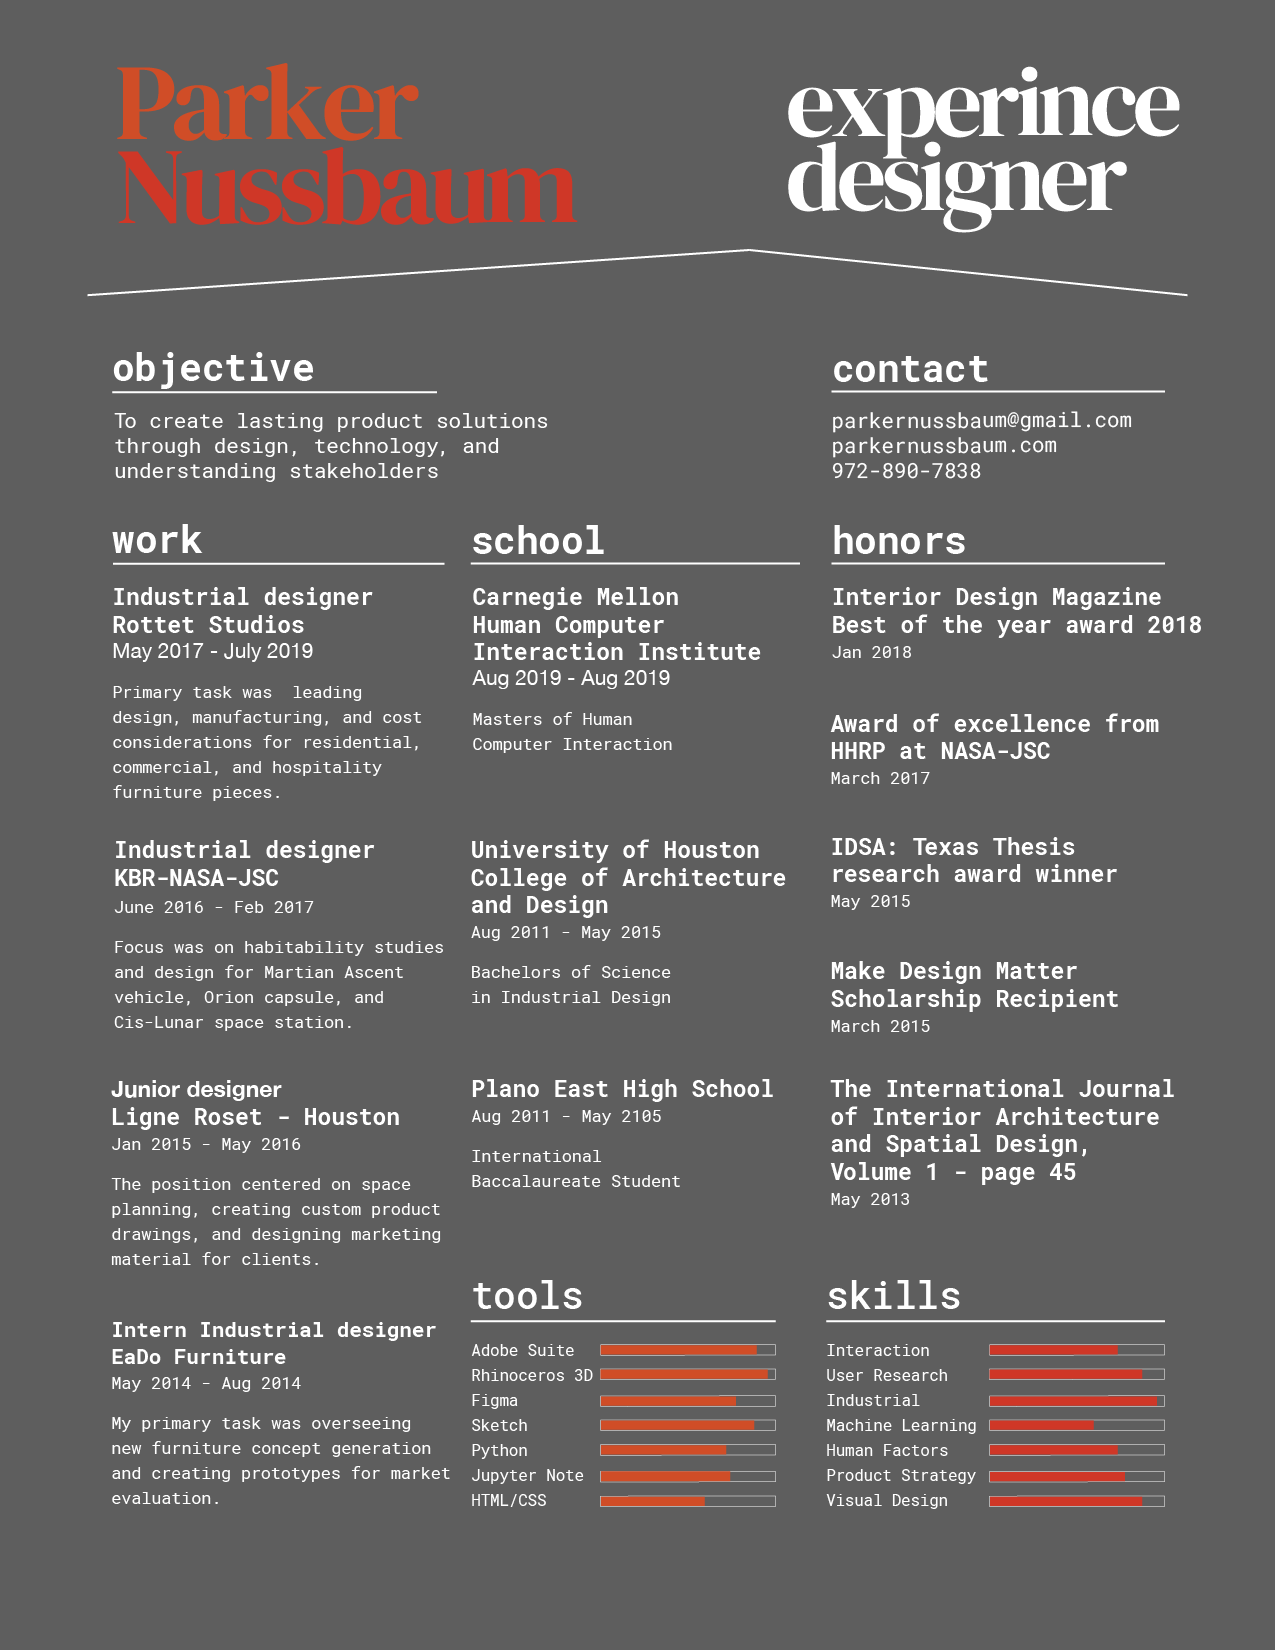 Parker
Nussbaum
experince
designer
objective
To create lasting product solutions
through design, technology, and
understanding stakeholders
contact
parkernussbaum@gmail.com
parkernussbaum.com
972-890-7838
work
Industrial designer
Rottet Studios
May 2017 - July 2019
Primary task was  leading
design, manufacturing, and cost
considerations for residential,
commercial, and hospitality
furniture pieces.
Industrial designer
KBR-NASA-JSC
June 2016 - Feb 2017
Focus was on habitability studies
and design for Martian Ascent
vehicle, Orion capsule, and
Cis-Lunar space station.
Junior designer
Ligne Roset - Houston
Jan 2015 - May 2016
The position centered on space
planning, creating custom product
drawings, and designing marketing
material for clients.
Intern Industrial designer
EaDo Furniture
May 2014 - Aug 2014
My primary task was overseeing
new furniture concept generation
and creating prototypes for market
evaluation.
school
Carnegie Mellon
Human Computer
Interaction Institute
Aug 2019 - Aug 2019
Masters of Human
Computer Interaction
University of Houston
College of Architecture
and Design
Aug 2011 - May 2015
Bachelors of Science
in Industrial Design
Plano East High School
Aug 2011 - May 2105
International
Baccalaureate Student
honors
Interior Design Magazine
Best of the year award 2018
Jan 2018
Award of excellence from
HHRP at NASA-JSC
March 2017
IDSA: Texas Thesis
research award winner
May 2015
Make Design Matter
Scholarship Recipient
March 2015
The International Journal
of Interior Architecture
and Spatial Design,
Volume 1 - page 45
May 2013
tools
Adobe Suite
Rhinoceros 3D
Figma
Sketch
Python
Jupyter Note
HTML/CSS
skills
Interaction
User Research
Industrial
Machine Learning
Human Factors
Product Strategy
Visual Design